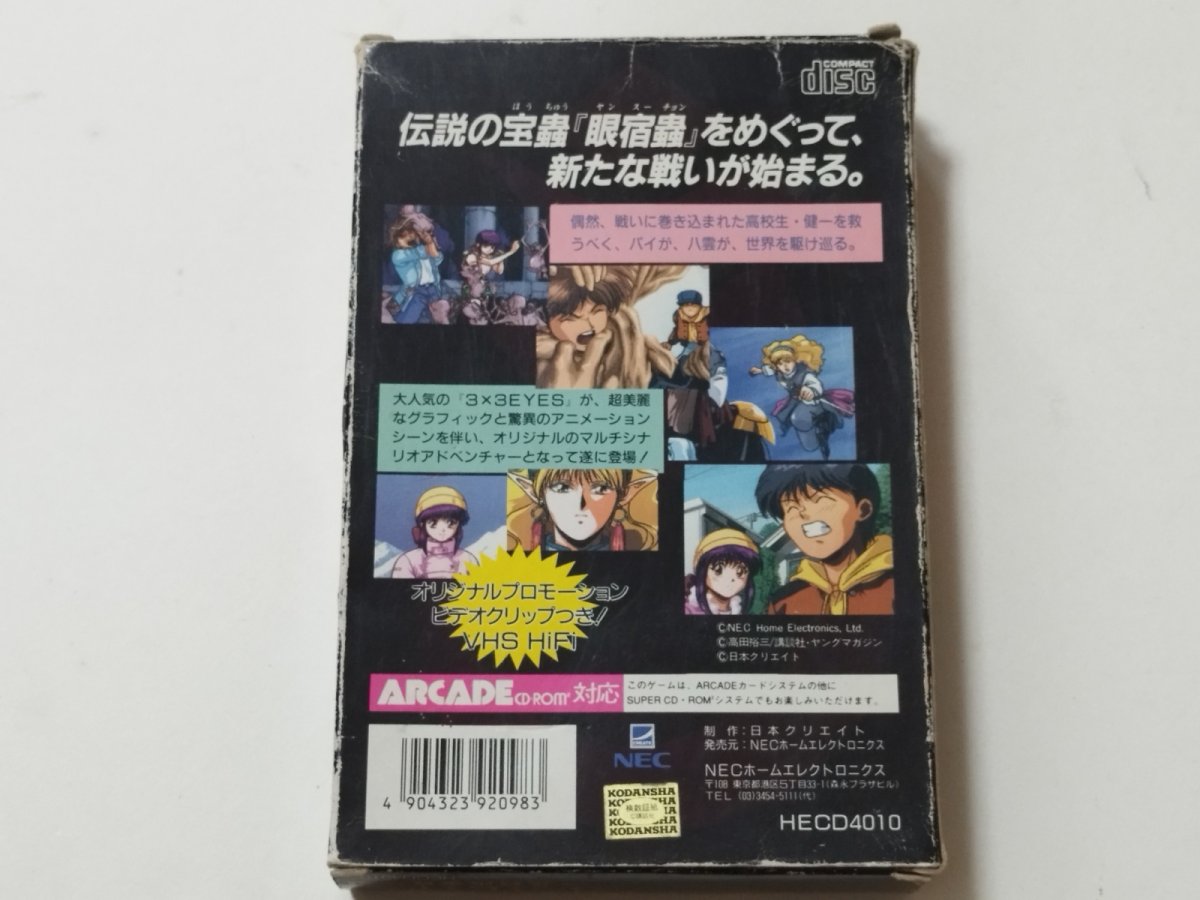 COMPACT
disc
ほう ちゅう ヤン スー チョン
伝説の宝蟲『眼宿蟲』をめぐって、
新たな戦いが始まる。
偶然、戦いに巻き込まれた高校生・健一を救
うべく、パイが、八雲が、世界を駆け巡る。
大人気の『3×3EYES』が、超美麗
なグラフィックと驚異のアニメーション
シーンを伴い、オリジナルのマルチシナ
リオアドベンチャーとなって遂に登場!
オリジナルプロモーション
ビデオクリップつき!
VHS HiFi
©NEC Home Electronics, Ltd.
©高田裕三/講談社・ヤングマガジン
©日本クリエイト
ARCADE CD-ROM² 対応
このゲームは、ARCADEカードシステムの他に
SUPER CD・ROM²システムでもお楽しみいただけます。
制作:日本クリエイト
発売元:NECホームエレクトロニクス
CREATE
NEC
NECホームエレクトロニクス
〒108 東京都港区5丁目33-1(森永プラザビル)
TEL (03)3454-5111(代)
4 904323 920983
KODANSHA
検数証紙
KODANSHA
HECD4010